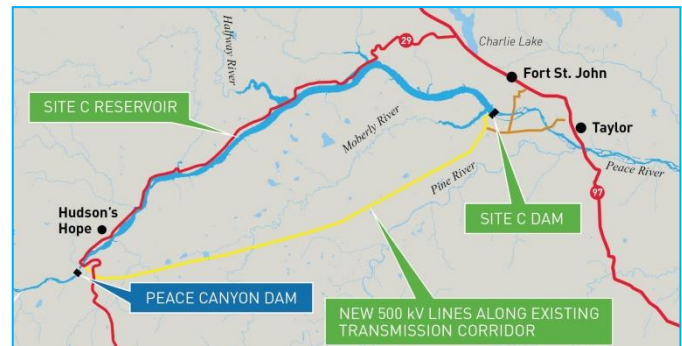 Halfway River
29
Charlie Lake
Fort St. John
SITE C RESERVOIR
Moberly River
Taylor
Pine River
Peace River
97
Hudson's
Hope
SITE C DAM
PEACE CANYON DAM
NEW 500 kV LINES ALONG EXISTING
TRANSMISSION CORRIDOR